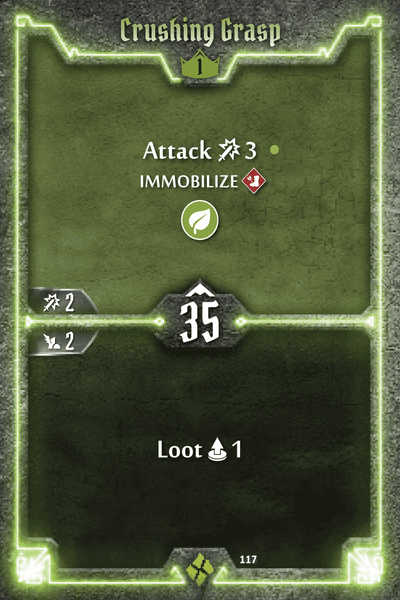 Crushing Grasp
1
Attack 3
IMMOBILIZE
2
35
2
Loot 1
117